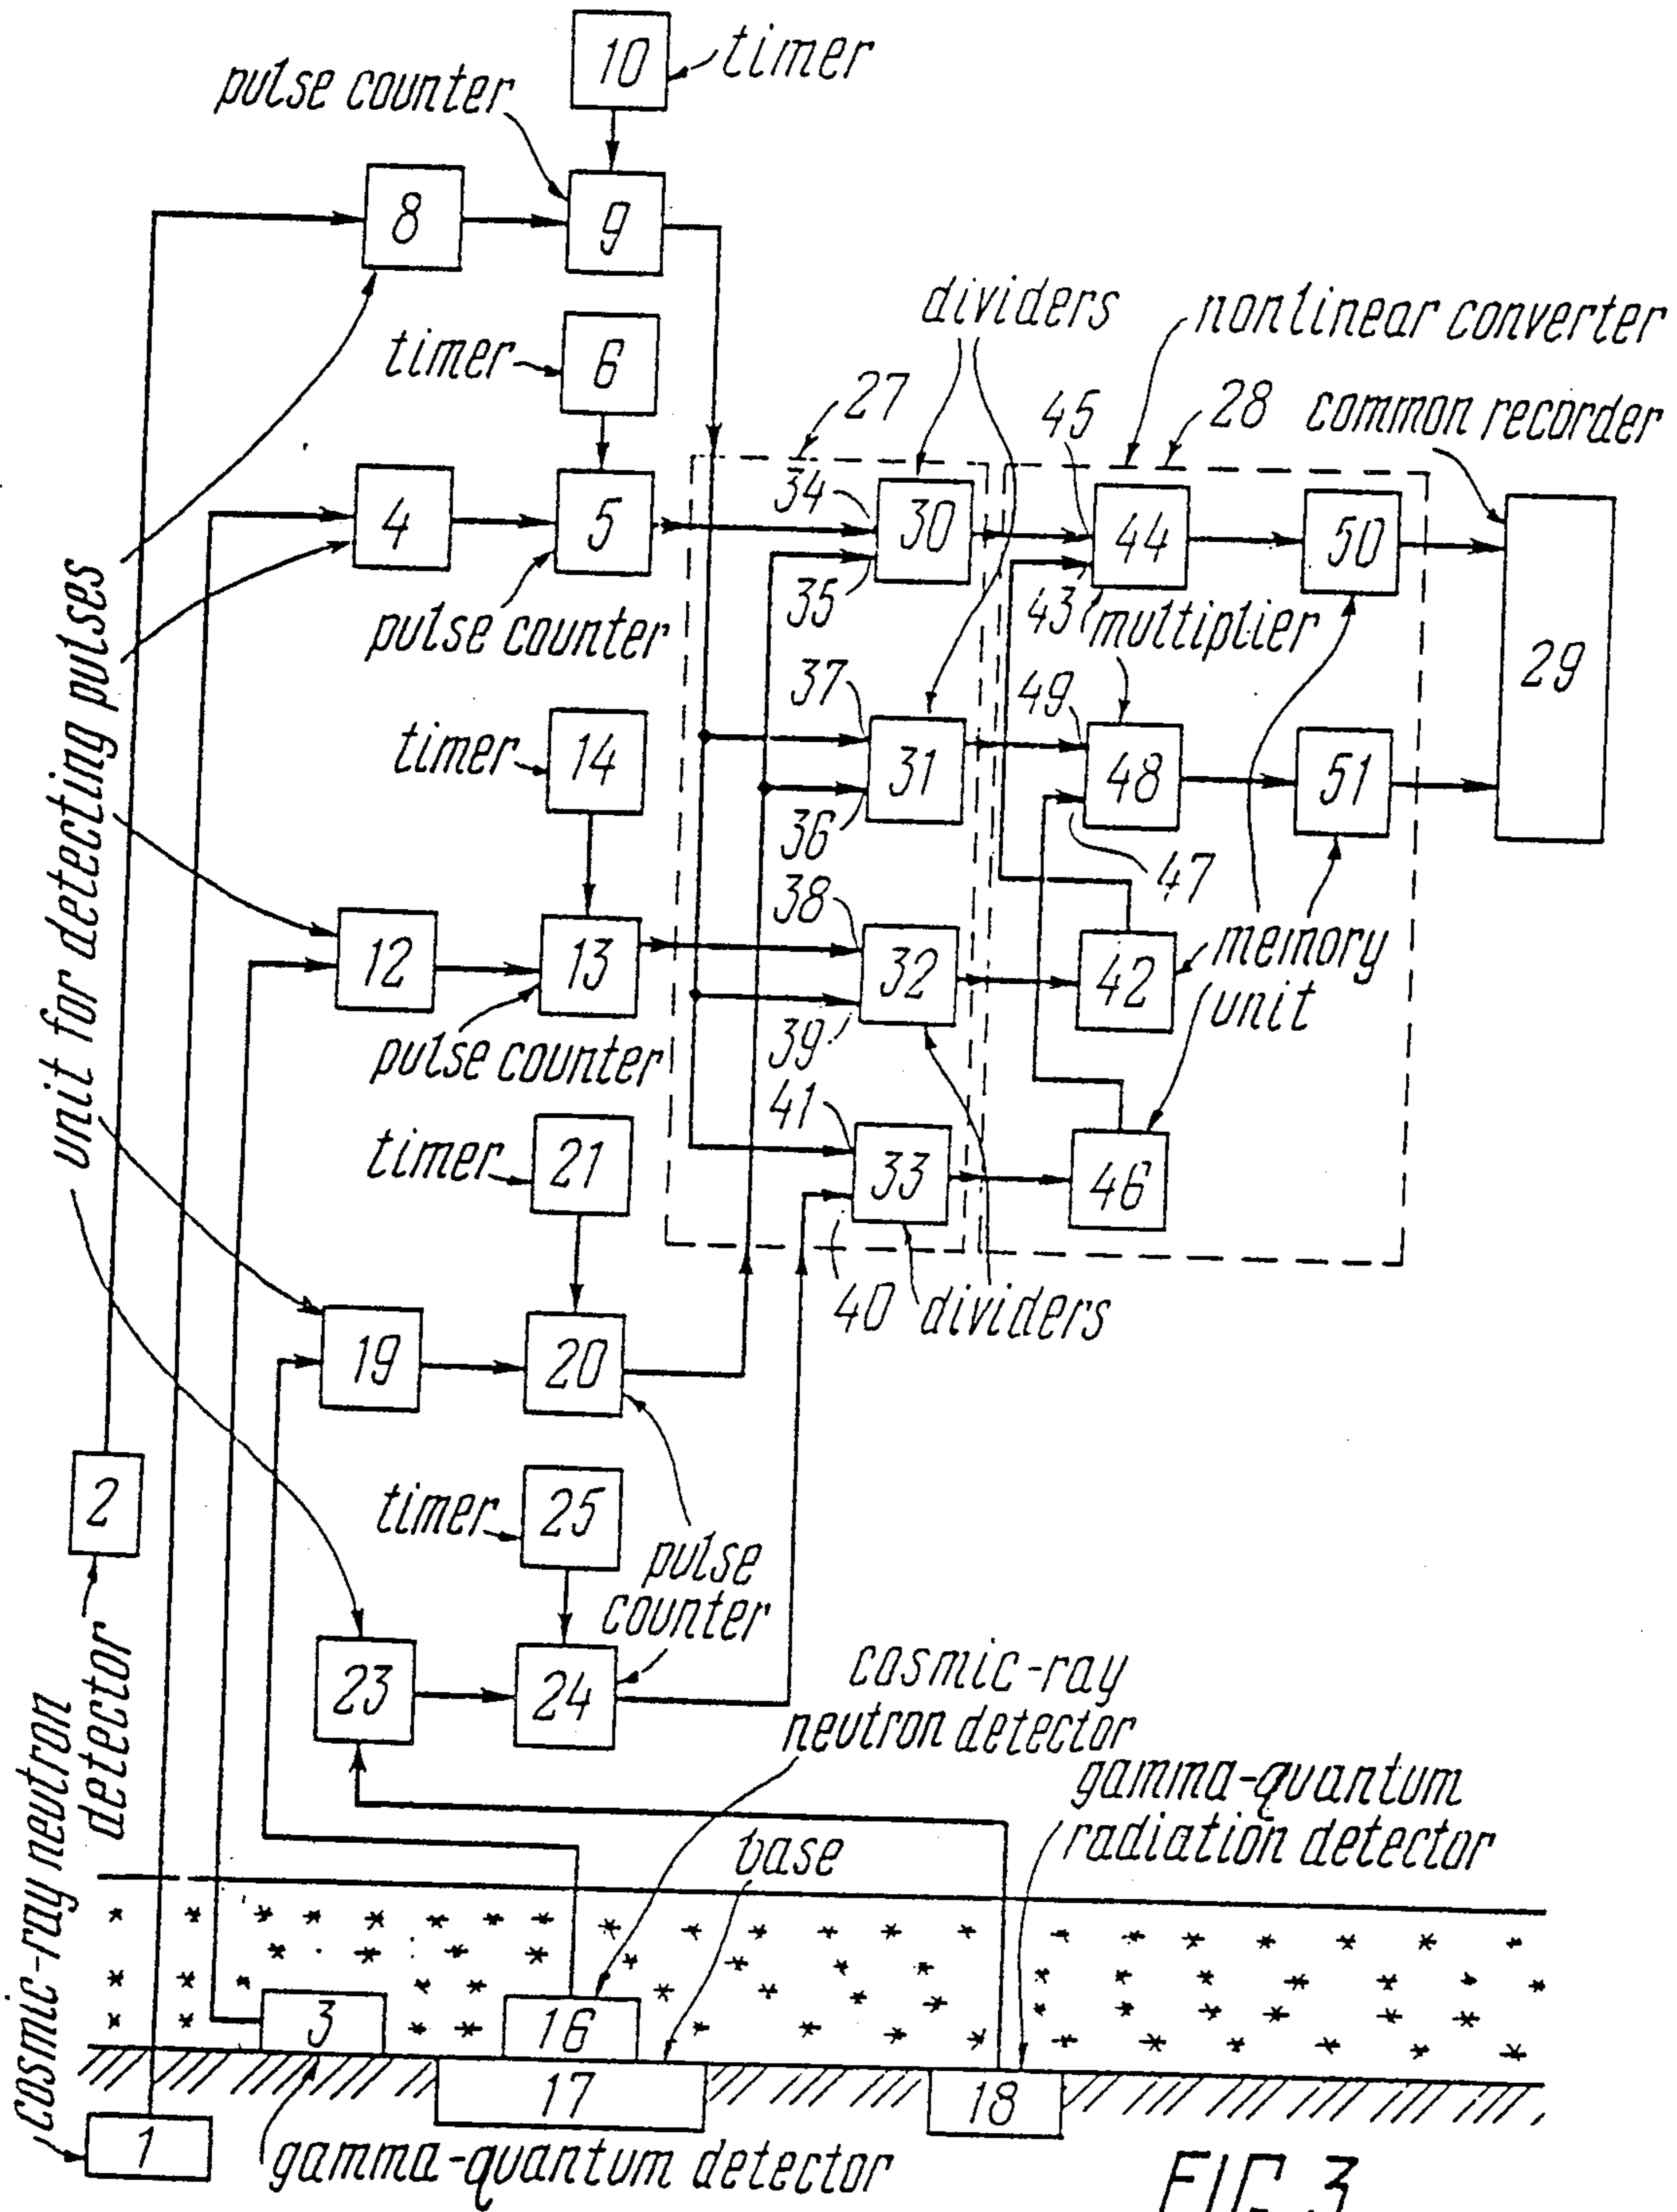 10
timer
pulse counter
8
9
dividers
nonlinear converter
timer
6
27
45
28
common recorder
4
5
34
30
44
50
35
43
multiplier
29
pulse counter
unit for detecting pulses
37
49
timer
14
31
48
51
36
47
38
12
13
32
42
memory
unit
39
pulse counter
41
timer
21
33
46
40
dividers
19
20
2
timer
25
pulse
counter
23
24
cosmic-ray
neutron detector
cosmic-ray neutron
detector
gamma-quantum
radiation detector
base
3
16
17
18
1
gamma-quantum detector
FIG. 3